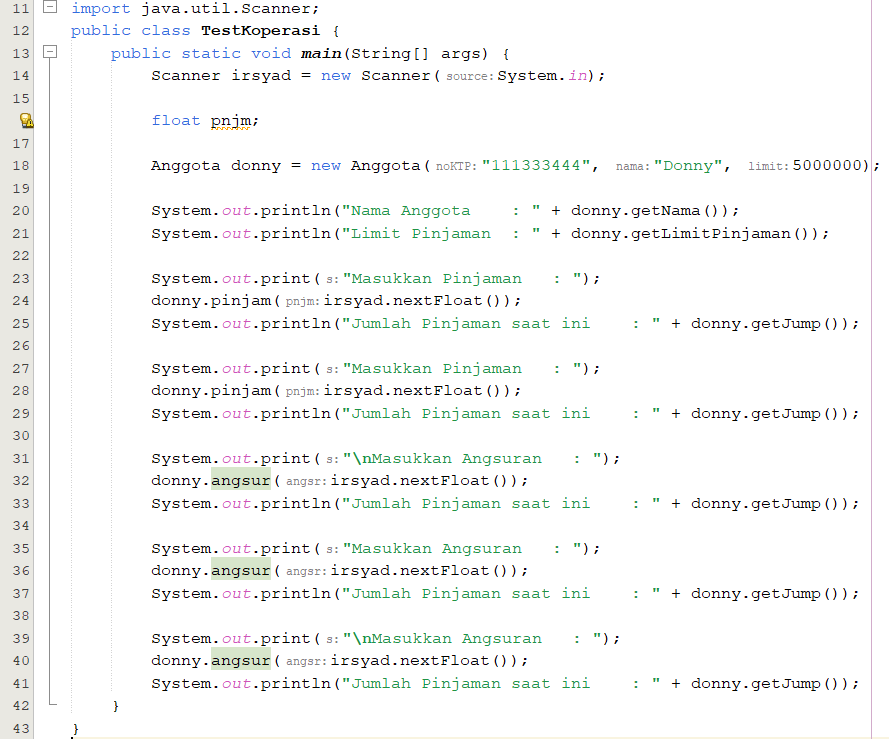 11 import java.util.Scanner;
12 public class TestKoperasi {
13 public static void main(String[] args) {
14 Scanner irsyad = new Scanner( source: System.in);
15
float pnjm;
17
18 Anggota donny = new Anggota( noKTP: "111333444", nama: "Donny", limit: 5000000);
19
20 System.out.println("Nama Anggota    : " + donny.getNama());
21 System.out.println("Limit Pinjaman  : " + donny.getLimitPinjaman());
22
23 System.out.print( s: "Masukkan Pinjaman   : ");
24 donny.pinjam( pnjm: irsyad.nextFloat());
25 System.out.println("Jumlah Pinjaman saat ini    : " + donny.getJump());
26
27 System.out.print( s: "Masukkan Pinjaman   : ");
28 donny.pinjam( pnjm: irsyad.nextFloat());
29 System.out.println("Jumlah Pinjaman saat ini    : " + donny.getJump());
30
31 System.out.print( s: "\nMasukkan Angsuran   : ");
32 donny.angsur( angsr: irsyad.nextFloat());
33 System.out.println("Jumlah Pinjaman saat ini    : " + donny.getJump());
34
35 System.out.print( s: "Masukkan Angsuran   : ");
36 donny.angsur( angsr: irsyad.nextFloat());
37 System.out.println("Jumlah Pinjaman saat ini    : " + donny.getJump());
38
39 System.out.print( s: "\nMasukkan Angsuran   : ");
40 donny.angsur( angsr: irsyad.nextFloat());
41 System.out.println("Jumlah Pinjaman saat ini    : " + donny.getJump());
42 }
43 }